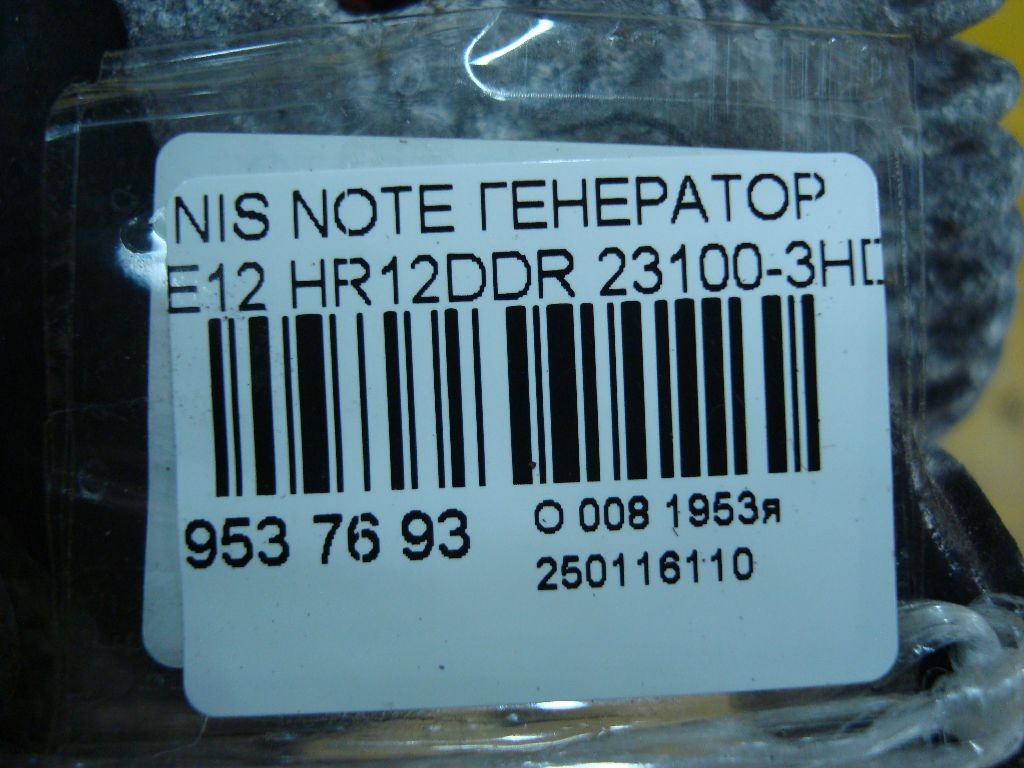 NIS NOTE ГЕНЕРАТОР
E12 HR12DDR 23100-3HD
953 76 93
О 008 1953я
250116110